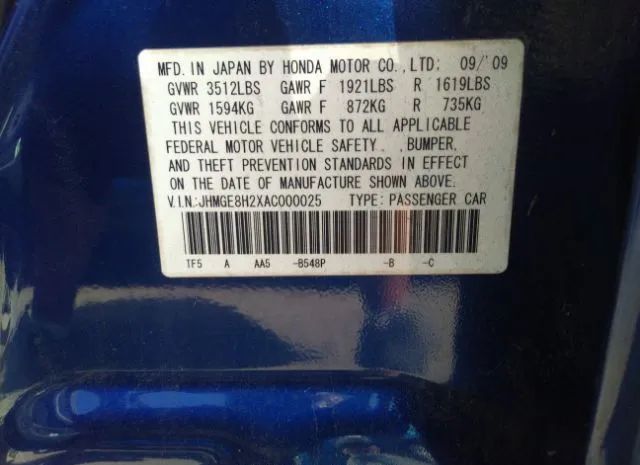 MFD. IN JAPAN BY HONDA MOTOR CO.,LTD: 09/'09
GVWR 3512LBS GAWR F 1921LBS R 1619LBS
GVWR 1594KG GAWR F 872KG R 735KG
THIS VEHICLE CONFORMS TO ALL APPLICABLE
FEDERAL MOTOR VEHICLE SAFETY, ,BUMPER,
AND THEFT PREVENTION STANDARDS IN EFFECT
ON THE DATE OF MANUFACTURE SHOWN ABOVE.
V.I.N:JHMGE8H2XAC000025 TYPE: PASSENGER CAR
TF5 A AA5 -B548P -B -C